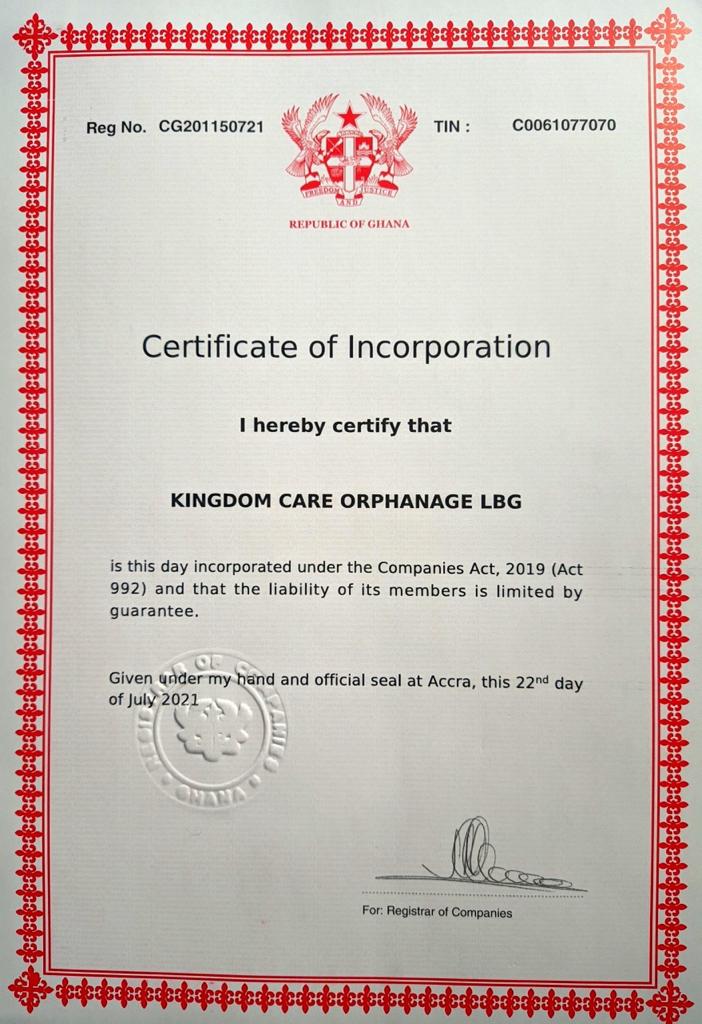 Reg No. CG201150721
TIN : C0061077070
FREEDOM AND JUSTICE
REPUBLIC OF GHANA
Certificate of Incorporation
I hereby certify that
KINGDOM CARE ORPHANAGE LBG
is this day incorporated under the Companies Act, 2019 (Act
992) and that the liability of its members is limited by
guarantee.
Given under my hand and official seal at Accra, this 22nd day
of July 2021
REGISTRAR OF COMPANIES
GHANA
For: Registrar of Companies